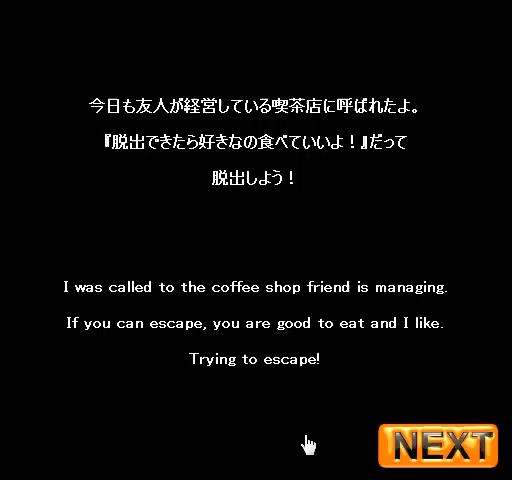 今日も友人が経営している喫茶店に呼ばれたよ。
『脱出できたら好きなの食べていいよ！』だって
脱出しよう！
I was called to the coffee shop friend is managing.
If you can escape, you are good to eat and I like.
Trying to escape!
NEXT